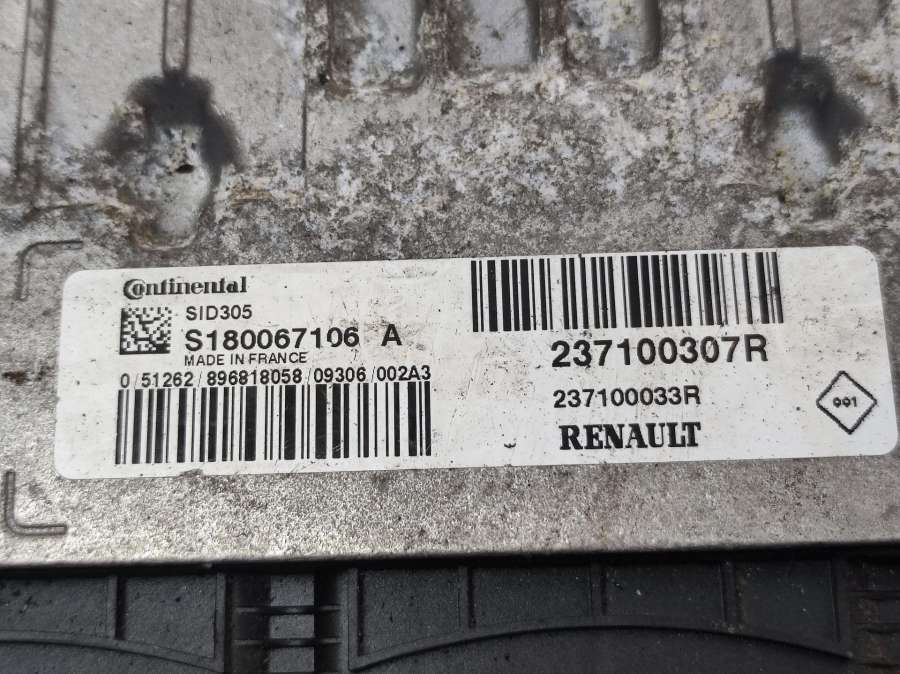 Continental
SID305
S180067106 A
MADE IN FRANCE
0/51262/896818058/09306/002A3
237100307R
237100033R
RENAULT
001